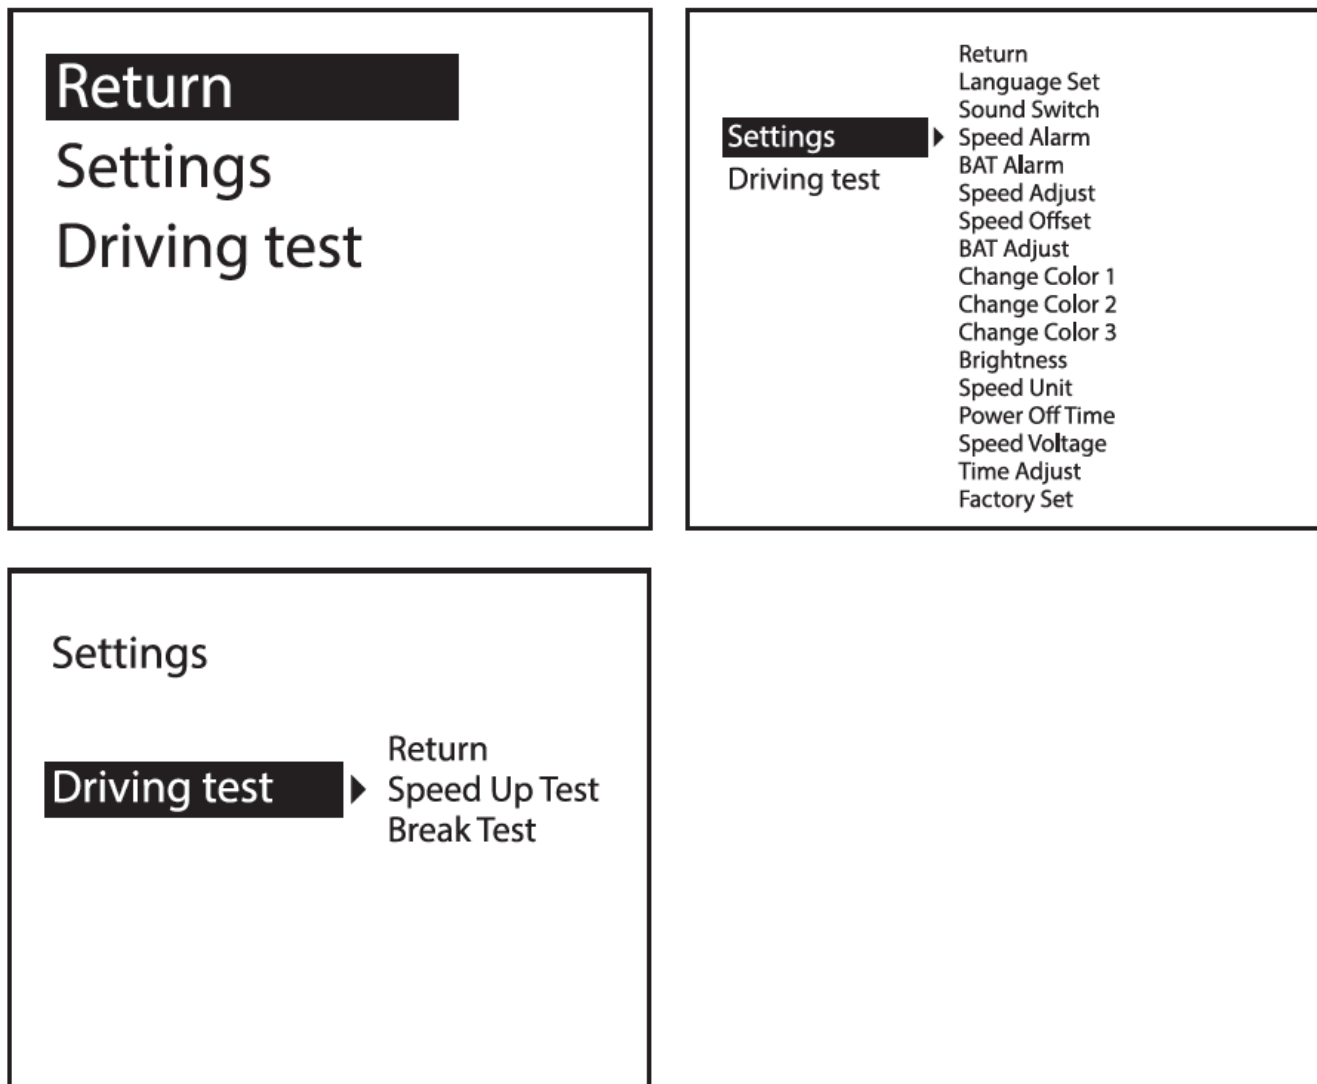 Return
Settings
Driving test
Settings
Driving test
Return
Language Set
Sound Switch
Speed Alarm
BAT Alarm
Speed Adjust
Speed Offset
BAT Adjust
Change Color 1
Change Color 2
Change Color 3
Brightness
Speed Unit
Power Off Time
Speed Voltage
Time Adjust
Factory Set
Settings
Driving test
Return
Speed Up Test
Break Test